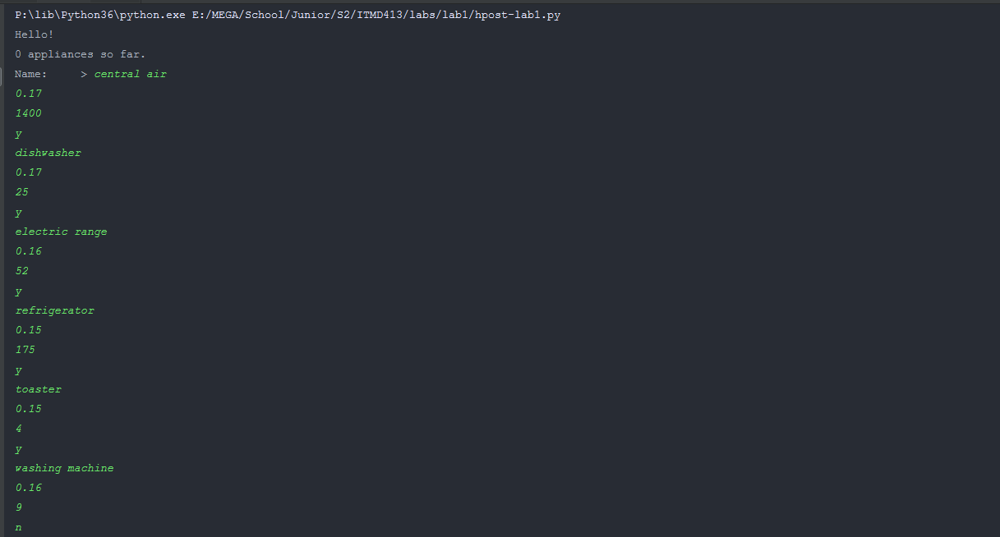 P:\lib\Python36\python.exe E:/MEGA/School/Junior/S2/ITMD413/labs/lab1/hpost-lab1.py
Hello!
0 appliances so far.
Name:     > central air
0.17
1400
y
dishwasher
0.17
25
y
electric range
0.16
52
y
refrigerator
0.15
175
y
toaster
0.15
4
y
washing machine
0.16
9
n